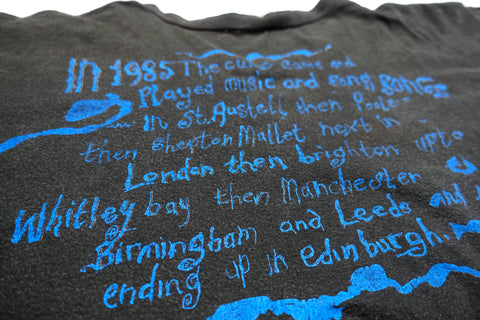 In 1985 The cure came and
Played music and song, songs
in St. Austell, then Poole
then Shepton Mallet next in
London then brighton upto
Whitley bay then Manchester
Birmingham and Leeds and
ending up in edinburgh.